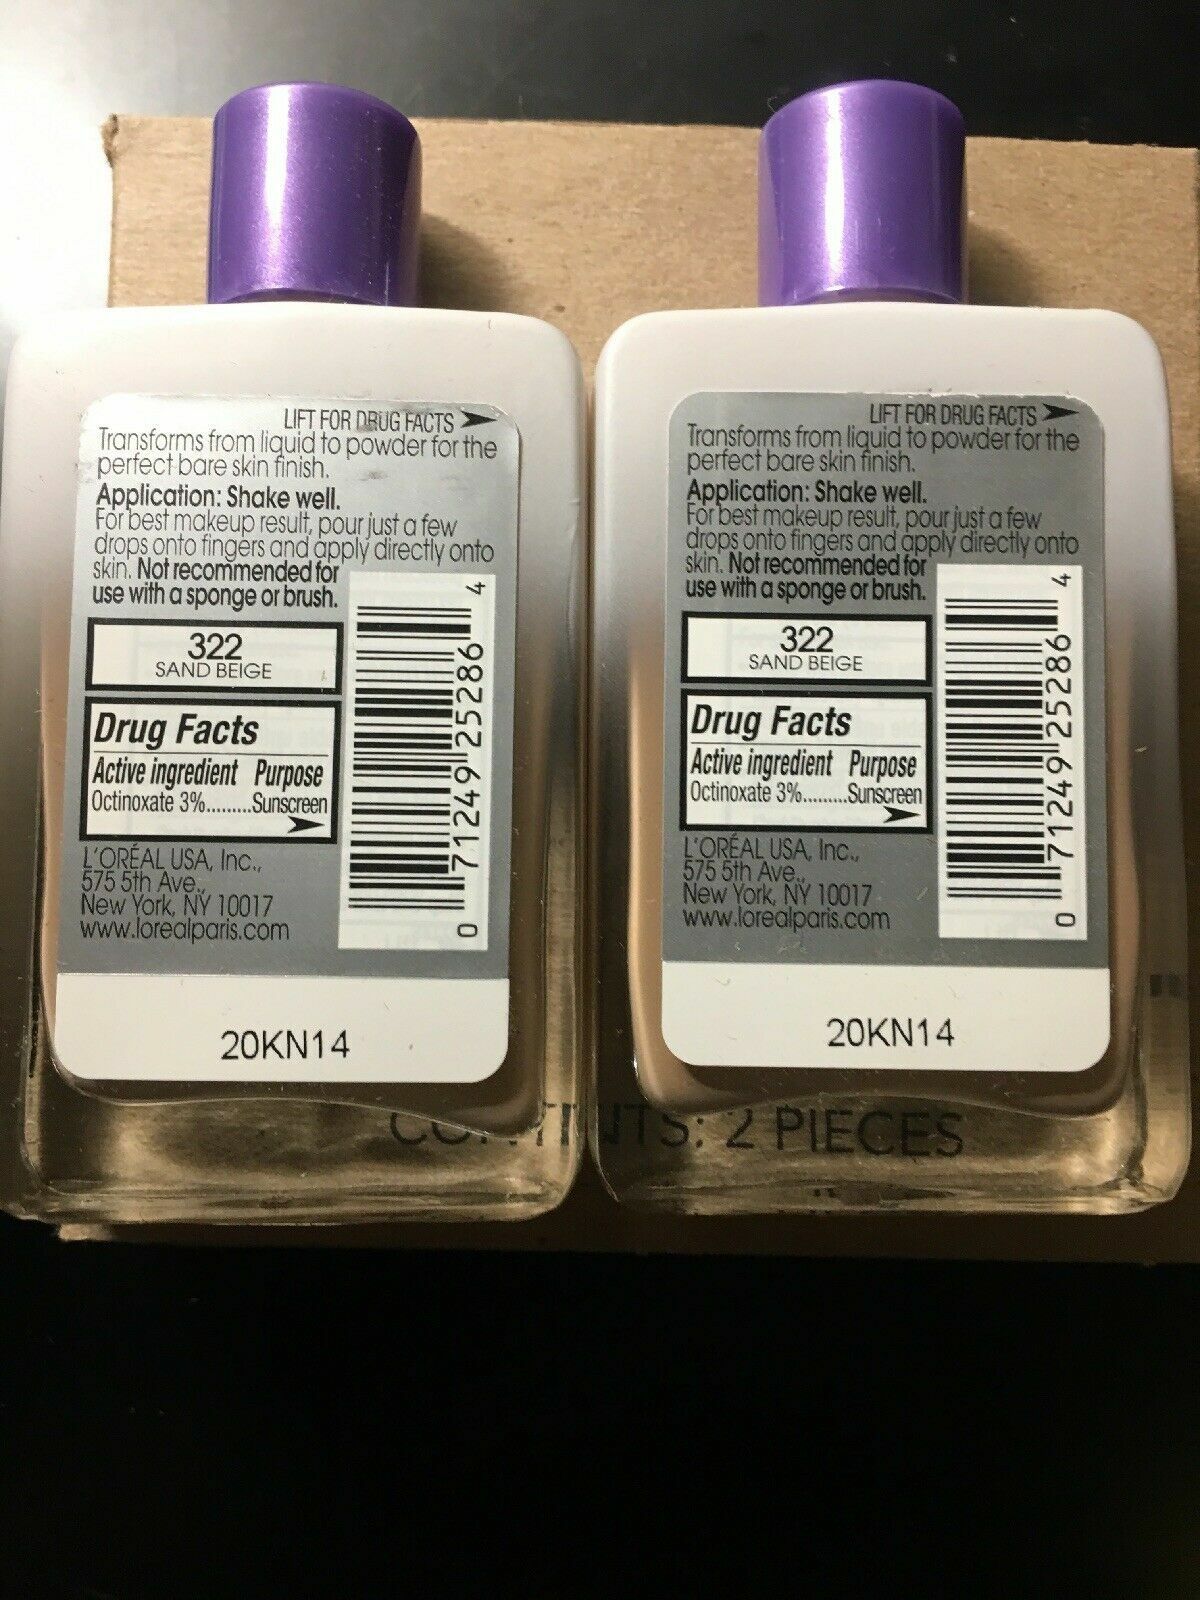 LIFT FOR DRUG FACTS
Transforms from liquid to powder for the
perfect bare skin finish.
Application: Shake well.
For best makeup result, pour just a few
drops onto fingers and apply directly onto
skin. Not recommended for
use with a sponge or brush.
322
SAND BEIGE
Drug Facts
Active ingredient Purpose
Octinoxate 3%.........Sunscreen
L'ORÉAL USA, Inc.,
575 5th Ave.,
New York, NY 10017
www.lorealparis.com
0 71249 25286 4
20KN14
LIFT FOR DRUG FACTS
Transforms from liquid to powder for the
perfect bare skin finish.
Application: Shake well.
For best makeup result, pour just a few
drops onto fingers and apply directly onto
skin. Not recommended for
use with a sponge or brush.
322
SAND BEIGE
Drug Facts
Active ingredient Purpose
Octinoxate 3%.........Sunscreen
L'ORÉAL USA, Inc.,
575 5th Ave.,
New York, NY 10017
www.lorealparis.com
0 71249 25286 4
20KN14
CONTENTS: 2 PIECES